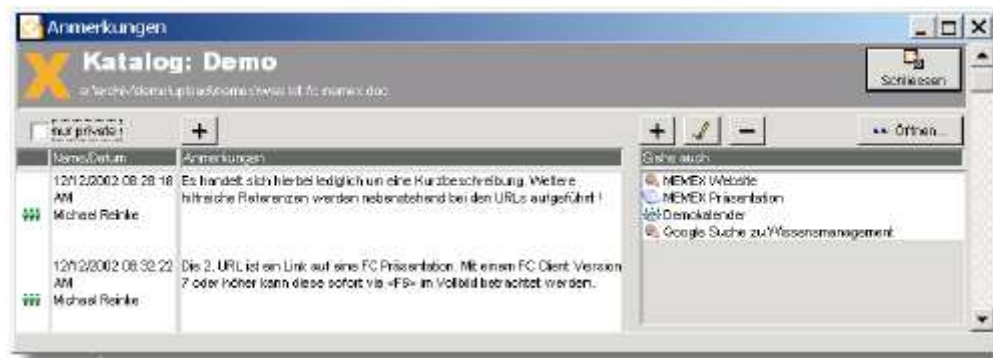 Anmerkungen
Katalog: Demo
Schliessen
nur private
Öffnen...
Name/Datum Anmerkungen Siehe auch
12/12/2002 08:28:18 Es handelt sich hierbei lediglich um eine Kurzbeschreibung. Weitere
AM hilfreiche Referenzen werden nebenstehend bei den URLs aufgeführt !
Michael Reinke
MEMEX Website
MEMEX Präsentation
Demokalender
Google Suche zu Wissensmanagement
12/12/2002 08:32:22 Die 2. URL ist ein Link auf eine FC Präsentation. Mit einem FC Client Version
AM 7 oder höher kann diese sofort via «F6» im Vollbild betrachtet werden.
Michael Reinke